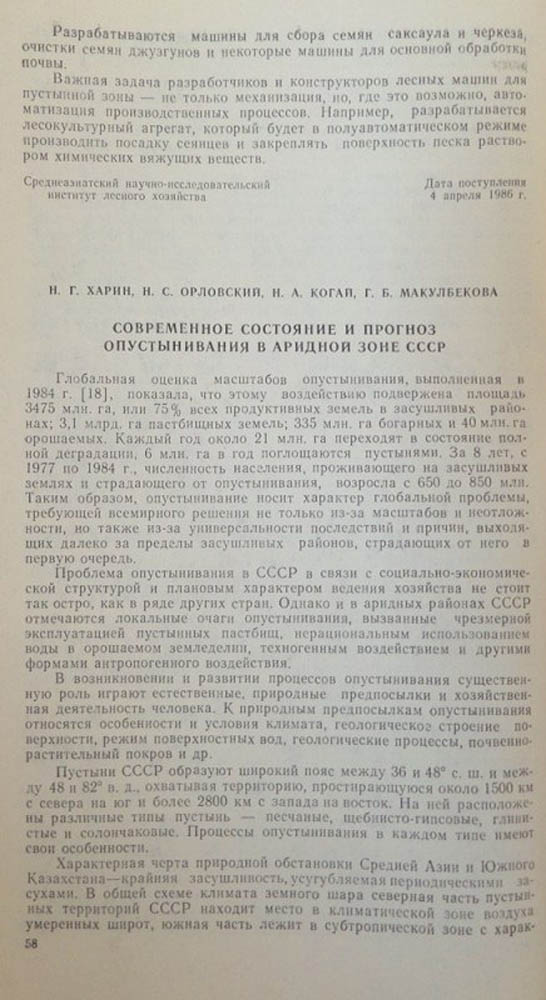 Разрабатываются машины для сбора семян саксаула и черкеза,
очистки семян джузгунов и некоторые машины для основной обработки
почвы.
Важная задача разработчиков и конструкторов лесных машин для
пустынной зоны — не только механизация, но, где это возможно, авто-
матизация производственных процессов. Например, разрабатывается
лесокультурный агрегат, который будет в полуавтоматическом режиме
производить посадку сеянцев и закреплять поверхность песка раство-
ром химических вяжущих веществ.
Среднеазиатский научно-исследовательский
институт лесного хозяйства
Дата поступления
4 апреля 1986 г.
Н. Г. ХАРИН, Н. С. ОРЛОВСКИЙ, Н. А. КОГАЙ, Г. Б. МАКУЛБЕКОВА
СОВРЕМЕННОЕ СОСТОЯНИЕ И ПРОГНОЗ
ОПУСТЫНИВАНИЯ В АРИДНОЙ ЗОНЕ СССР
Глобальная оценка масштабов опустынивания, выполненная в
1984 г. [18], показала, что этому воздействию подвержена площадь
3475 млн. га, или 75% всех продуктивных земель в засушливых райо-
нах; 3,1 млрд. га пастбищных земель; 335 млн. га богарных и 40 млн. га
орошаемых. Каждый год около 21 млн. га переходят в состояние пол-
ной деградации, 6 млн. га в год поглощаются пустынями. За 8 лет, с
1977 по 1984 г., численность населения, проживающего на засушливых
землях и страдающего от опустынивания, возросла с 650 до 850 млн.
Таким образом, опустынивание носит характер глобальной проблемы,
требующей всемирного решения не только из-за масштабов и неотлож-
ности, но также из-за универсальности последствий и причин, выходя-
щих далеко за пределы засушливых районов, страдающих от него в
первую очередь.
Проблема опустынивания в СССР в связи с социально-экономиче-
ской структурой и плановым характером ведения хозяйства не стоит
так остро, как в ряде других стран. Однако и в аридных районах СССР
отмечаются локальные очаги опустынивания, вызванные чрезмерной
эксплуатацией пустынных пастбищ, нерациональным использованием
воды в орошаемом земледелии, техногенным воздействием и другими
формами антропогенного воздействия.
В возникновении и развитии процессов опустынивания существен-
ную роль играют естественные, природные предпосылки и хозяйствен-
ная деятельность человека. К природным предпосылкам опустынивания
относятся особенности и условия климата, геологическое строение по-
верхности, режим поверхностных вод, геологические процессы, почвенно-
растительный покров и др.
Пустыни СССР образуют широкий пояс между 36 и 48° с. ш. и меж-
ду 48 и 82° в. д., охватывая территорию, простирающуюся около 1500 км
с севера на юг и более 2800 км с запада на восток. На ней расположе-
ны различные типы пустынь — песчаные, щебнисто-гипсовые, глини-
стые и солончаковые. Процессы опустынивания в каждом типе имеют
свои особенности.
Характерная черта природной обстановки Средней Азии и Южного
Казахстана—крайняя засушливость, усугубляемая периодическими за-
сухами. В общей схеме климата земного шара северная часть пустын-
ных территорий СССР находит место в климатической зоне воздуха
умеренных широт, южная часть лежит в субтропической зоне с харак-
58